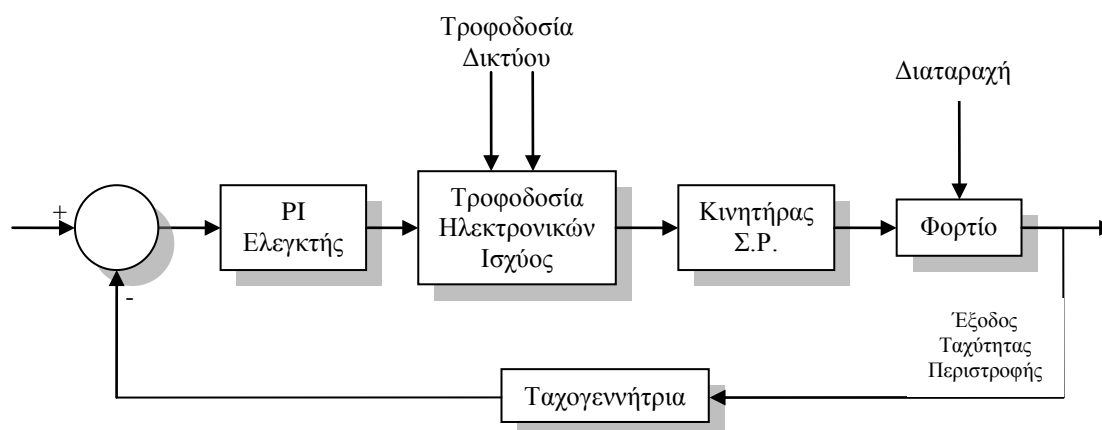 Τροφοδοσία
Δικτύου
Διαταραχή
+
PI
Ελεγκτής
Τροφοδοσία
Ηλεκτρονικών
Ισχύος
Κινητήρας
Σ.Ρ.
Φορτίο
-
Έξοδος
Ταχύτητας
Περιστροφής
Ταχογεννήτρια